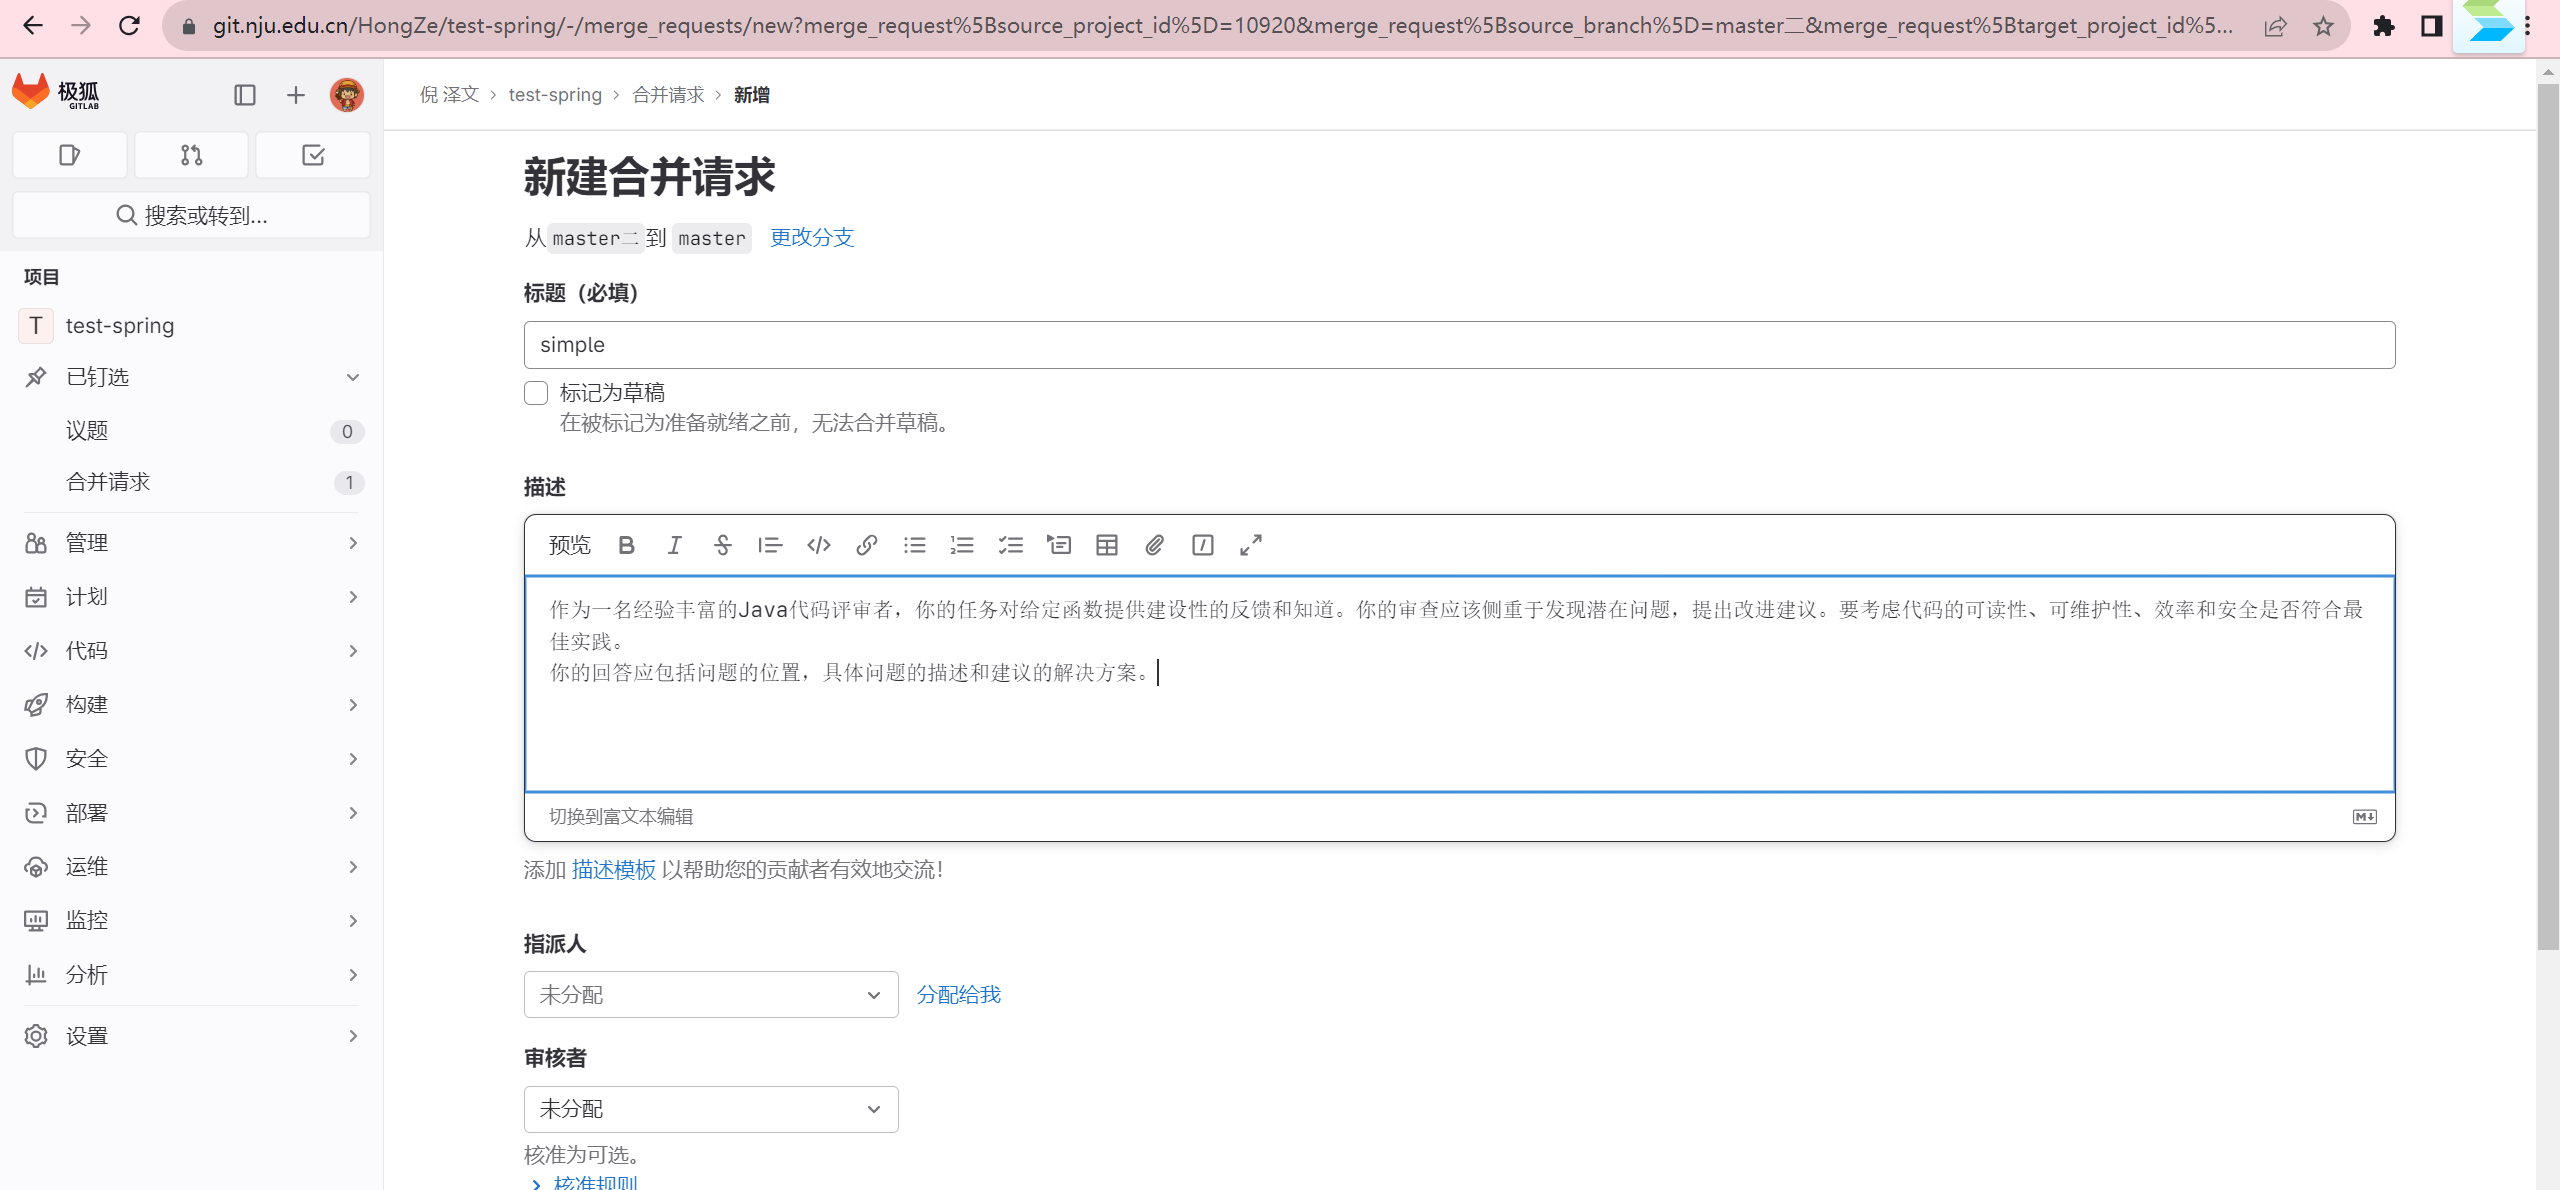 git.nju.edu.cn/HongZe/test-spring/-/merge_requests/new?merge_request%5Bsource_project_id%5D=10920&merge_request%5Bsource_branch%5D=master二&merge_request%5Btarget_project_id%5...
极狐
GITLAB
搜索或转到...
项目
T test-spring
已钉选
议题 0
合并请求 1
管理
计划
代码
构建
安全
部署
运维
监控
分析
设置
倪 泽文 › test-spring › 合并请求 › 新增
新建合并请求
从 master二 到 master 更改分支
标题（必填）
simple
标记为草稿
在被标记为准备就绪之前，无法合并草稿。
描述
预览
作为一名经验丰富的Java代码评审者，你的任务对给定函数提供建设性的反馈和知道。你的审查应该侧重于发现潜在问题，提出改进建议。要考虑代码的可读性、可维护性、效率和安全是否符合最
佳实践。
你的回答应包括问题的位置，具体问题的描述和建议的解决方案。
切换到富文本编辑
添加 描述模板 以帮助您的贡献者有效地交流！
指派人
未分配 分配给我
审核者
未分配
核准为可选。
核准规则